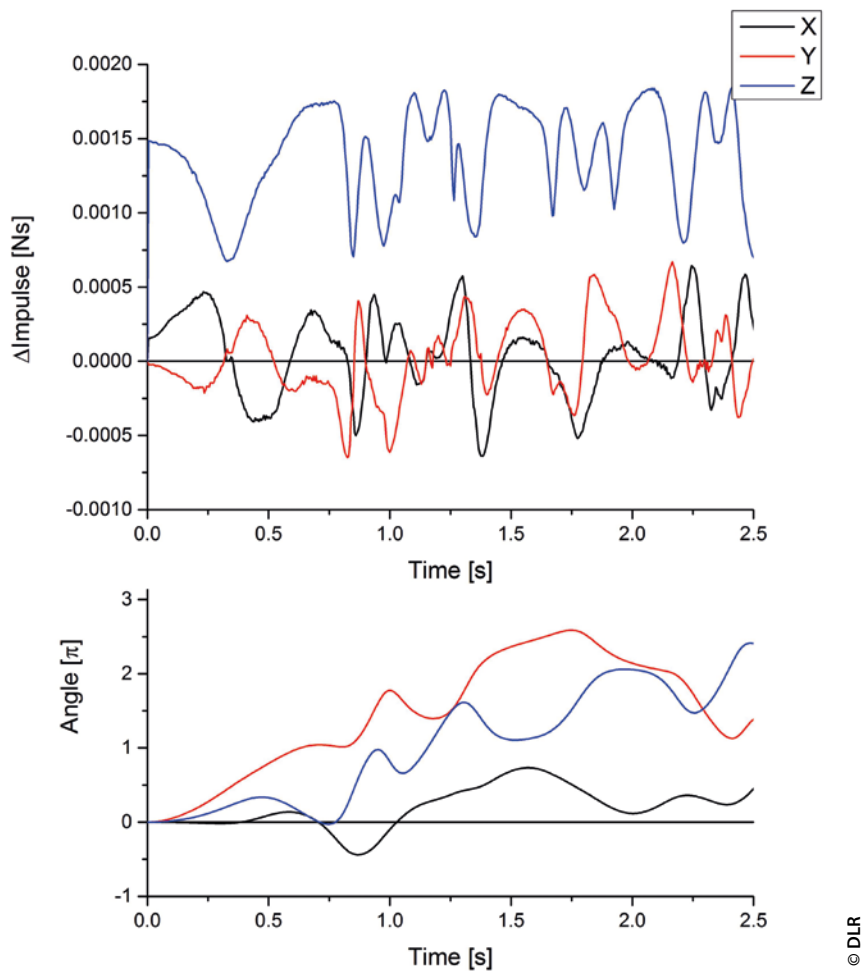 X
Y
Z
0.0020
0.0015
0.0010
0.0005
0.0000
-0.0005
-0.0010
ΔImpulse [Ns]
0.0 0.5 1.0 1.5 2.0 2.5
Time [s]
3
2
1
0
-1
Angle [π]
0.0 0.5 1.0 1.5 2.0 2.5
Time [s]
© DLR